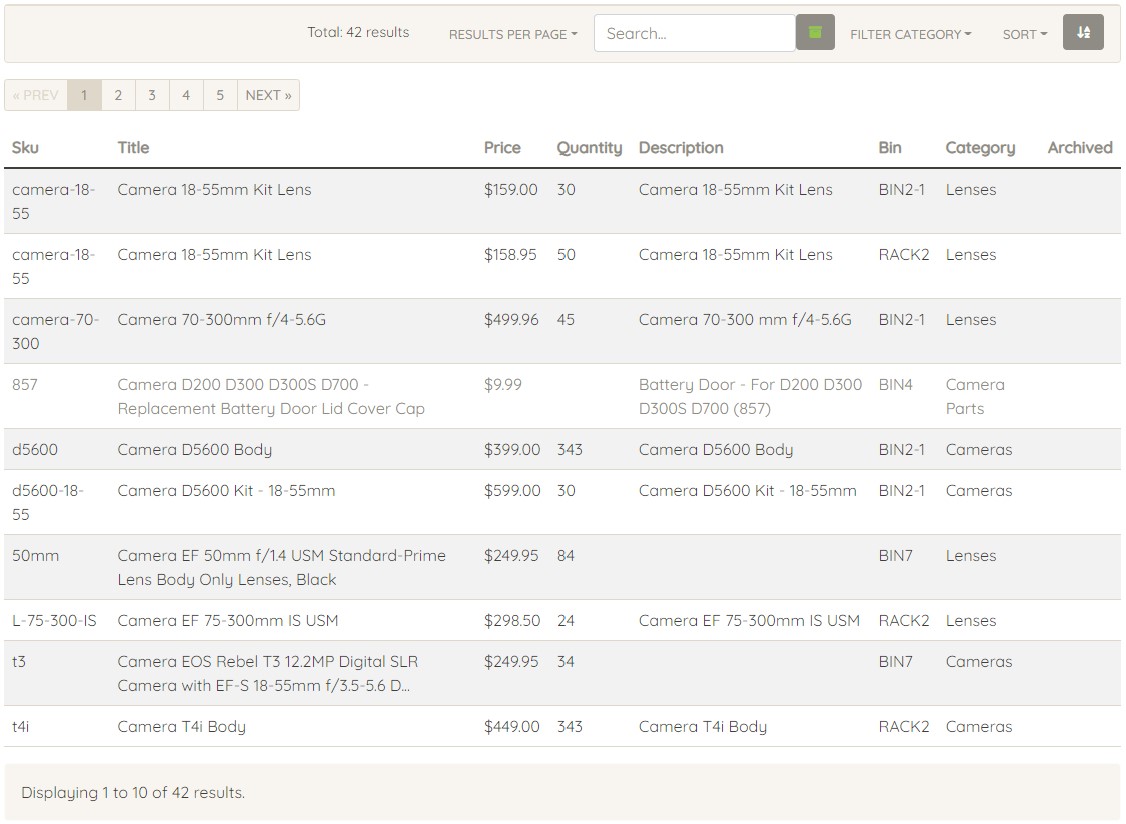 Total: 42 results RESULTS PER PAGE Search... FILTER CATEGORY SORT
« PREV 1 2 3 4 5 NEXT »
Sku Title Price Quantity Description Bin Category Archived
camera-18- Camera 18-55mm Kit Lens $159.00 30 Camera 18-55mm Kit Lens BIN2-1 Lenses
55
camera-18- Camera 18-55mm Kit Lens $158.95 50 Camera 18-55mm Kit Lens RACK2 Lenses
55
camera-70- Camera 70-300mm f/4-5.6G $499.96 45 Camera 70-300 mm f/4-5.6G BIN2-1 Lenses
300
857 Camera D200 D300 D300S D700 - $9.99 Battery Door - For D200 D300 BIN4 Camera
Replacement Battery Door Lid Cover Cap D300S D700 (857) Parts
d5600 Camera D5600 Body $399.00 343 Camera D5600 Body BIN2-1 Cameras
d5600-18- Camera D5600 Kit - 18-55mm $599.00 30 Camera D5600 Kit - 18-55mm BIN2-1 Cameras
55
50mm Camera EF 50mm f/1.4 USM Standard-Prime $249.95 84 BIN7 Lenses
Lens Body Only Lenses, Black
L-75-300-IS Camera EF 75-300mm IS USM $298.50 24 Camera EF 75-300mm IS USM RACK2 Lenses
t3 Camera EOS Rebel T3 12.2MP Digital SLR $249.95 34 BIN7 Cameras
Camera with EF-S 18-55mm f/3.5-5.6 D...
t4i Camera T4i Body $449.00 343 Camera T4i Body RACK2 Cameras
Displaying 1 to 10 of 42 results.